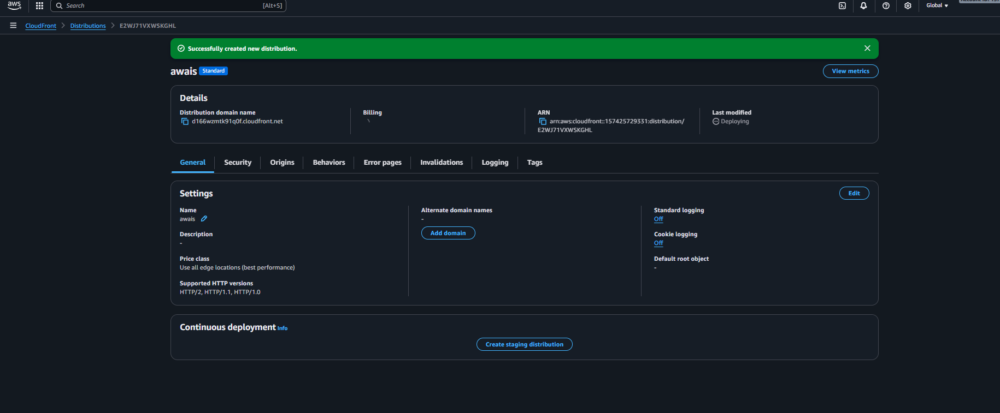 aws
Search [Alt+S]
Global
CloudFront Distributions E2WJ71VXWSKGHL
Successfully created new distribution.
awais Standard
View metrics
Details
Distribution domain name
d166wzmtk91q0f.cloudfront.net
Billing
ARN
arn:aws:cloudfront::157425729331:distribution/
E2WJ71VXWSKGHL
Last modified
Deploying
General Security Origins Behaviors Error pages Invalidations Logging Tags
Settings
Edit
Name
awais
Description
-
Price class
Use all edge locations (best performance)
Supported HTTP versions
HTTP/2, HTTP/1.1, HTTP/1.0
Alternate domain names
-
Add domain
Standard logging
Off
Cookie logging
Off
Default root object
-
Continuous deployment Info
Create staging distribution